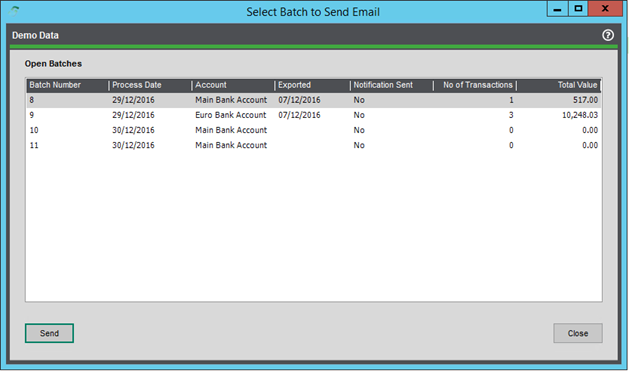 Select Batch to Send Email
Demo Data
Open Batches
Batch Number Process Date Account Exported Notification Sent No of Transactions Total Value
8 29/12/2016 Main Bank Account 07/12/2016 No 1 517.00
9 29/12/2016 Euro Bank Account 07/12/2016 No 3 10,248.03
10 30/12/2016 Main Bank Account No 0 0.00
11 30/12/2016 Main Bank Account No 0 0.00
Send Close